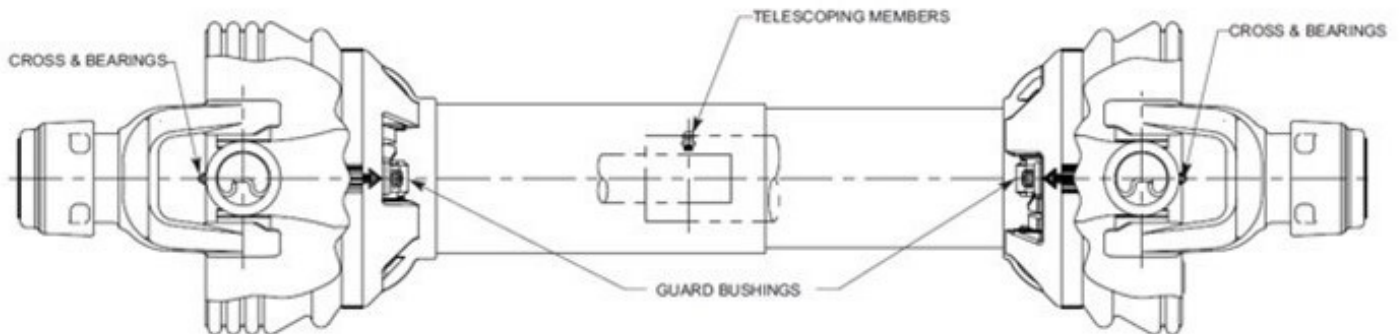 TELESCOPING MEMBERS
CROSS & BEARINGS
CROSS & BEARINGS
GUARD BUSHINGS